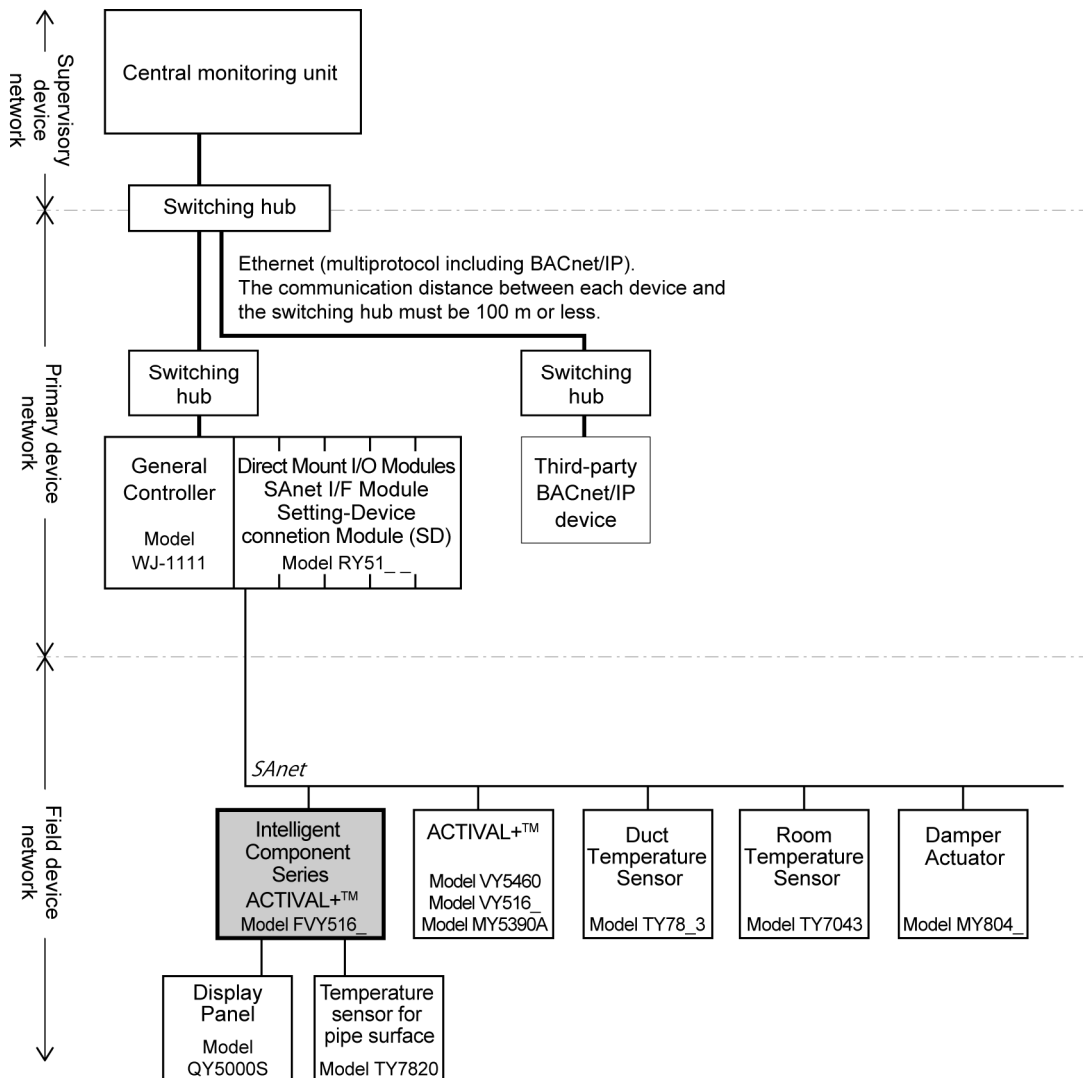 Supervisory
device
network
Central monitoring unit
Switching hub
Ethernet (multiprotocol including BACnet/IP).
The communication distance between each device and
the switching hub must be 100 m or less.
Primary device
network
Switching
hub
Switching
hub
General
Controller
Model
WJ-1111
Direct Mount I/O Modules
SAnet I/F Module
Setting-Device
connetion Module (SD)
Model RY51_ _
Third-party
BACnet/IP
device
Field device
network
SAnet
Intelligent
Component
Series
ACTIVAL+™
Model FVY516_
ACTIVAL+™
Model VY5460
Model VY516_
Model MY5390A
Duct
Temperature
Sensor
Model TY78_3
Room
Temperature
Sensor
Model TY7043
Damper
Actuator
Model MY804_
Display
Panel
Model
QY5000S
Temperature
sensor for
pipe surface
Model TY7820